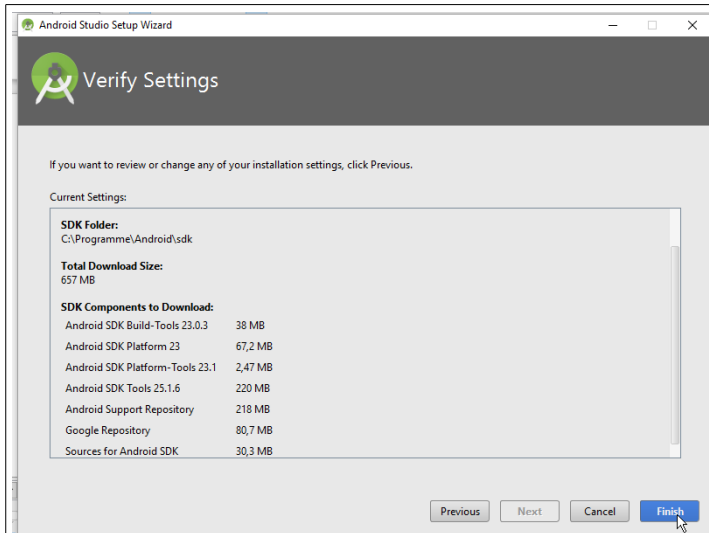 Android Studio Setup Wizard
Verify Settings
If you want to review or change any of your installation settings, click Previous.
Current Settings:
SDK Folder:
C:\Programme\Android\sdk
Total Download Size:
657 MB
SDK Components to Download:
Android SDK Build-Tools 23.0.3 38 MB
Android SDK Platform 23 67,2 MB
Android SDK Platform-Tools 23.1 2,47 MB
Android SDK Tools 25.1.6 220 MB
Android Support Repository 218 MB
Google Repository 80,7 MB
Sources for Android SDK 30,3 MB
Previous Next Cancel Finish